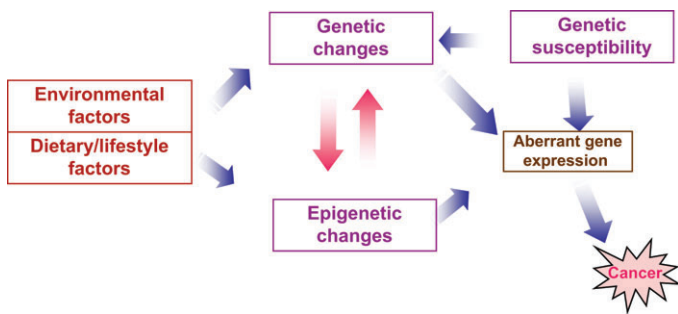 Genetic
changes
Genetic
susceptibility
Environmental
factors
Dietary/lifestyle
factors
Aberrant gene
expression
Epigenetic
changes
Cancer